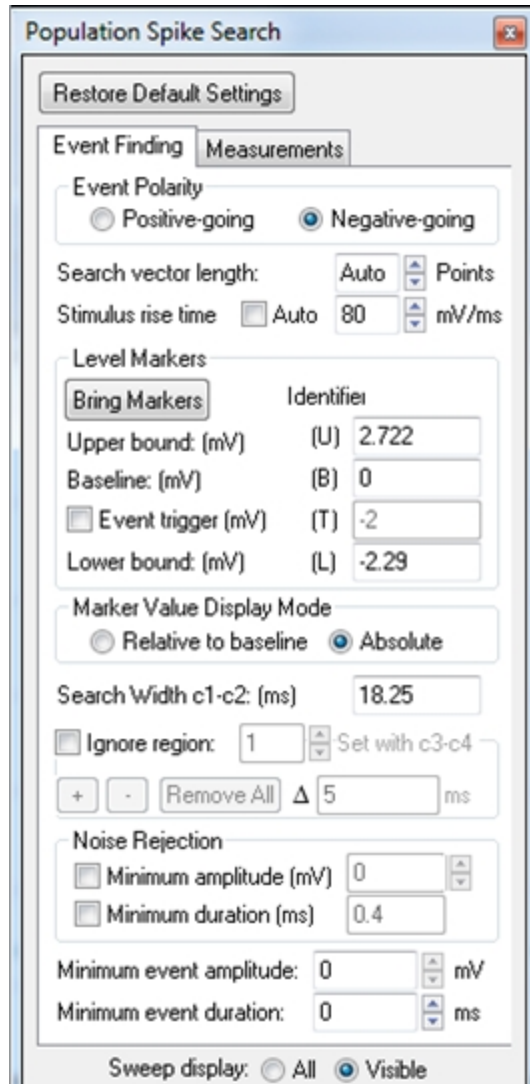 Population Spike Search
Restore Default Settings
Event Finding Measurements
Event Polarity
Positive-going Negative-going
Search vector length: Auto Points
Stimulus rise time Auto 80 mV/ms
Level Markers
Bring Markers Identifier
Upper bound: (mV) (U) 2.722
Baseline: (mV) (B) 0
Event trigger (mV) (T) -2
Lower bound: (mV) (L) -2.29
Marker Value Display Mode
Relative to baseline Absolute
Search Width c1-c2: (ms) 18.25
Ignore region: 1 Set with c3-c4
+ - Remove All Δ 5 ms
Noise Rejection
Minimum amplitude (mV) 0
Minimum duration (ms) 0.4
Minimum event amplitude: 0 mV
Minimum event duration: 0 ms
Sweep display: All Visible